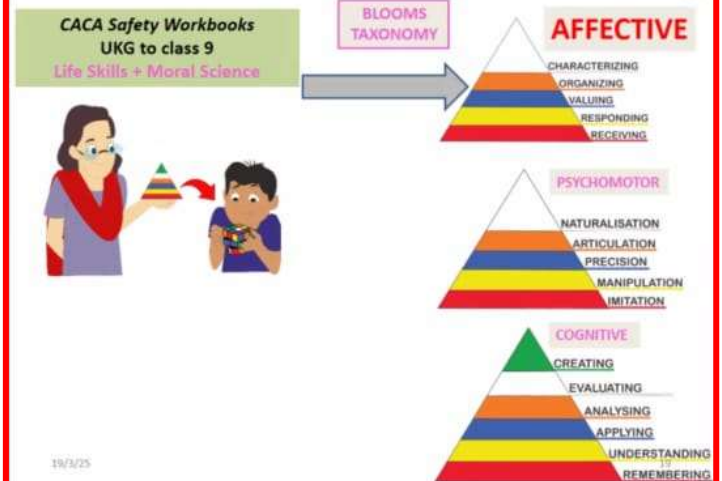 CACA Safety Workbooks
UKG to class 9
Life Skills + Moral Science
BLOOMS
TAXONOMY
AFFECTIVE
CHARACTERIZING
ORGANIZING
VALUING
RESPONDING
RECEIVING
PSYCHOMOTOR
NATURALISATION
ARTICULATION
PRECISION
MANIPULATION
IMITATION
COGNITIVE
CREATING
EVALUATING
ANALYSING
APPLYING
UNDERSTANDING
REMEMBERING
19/3/25
19